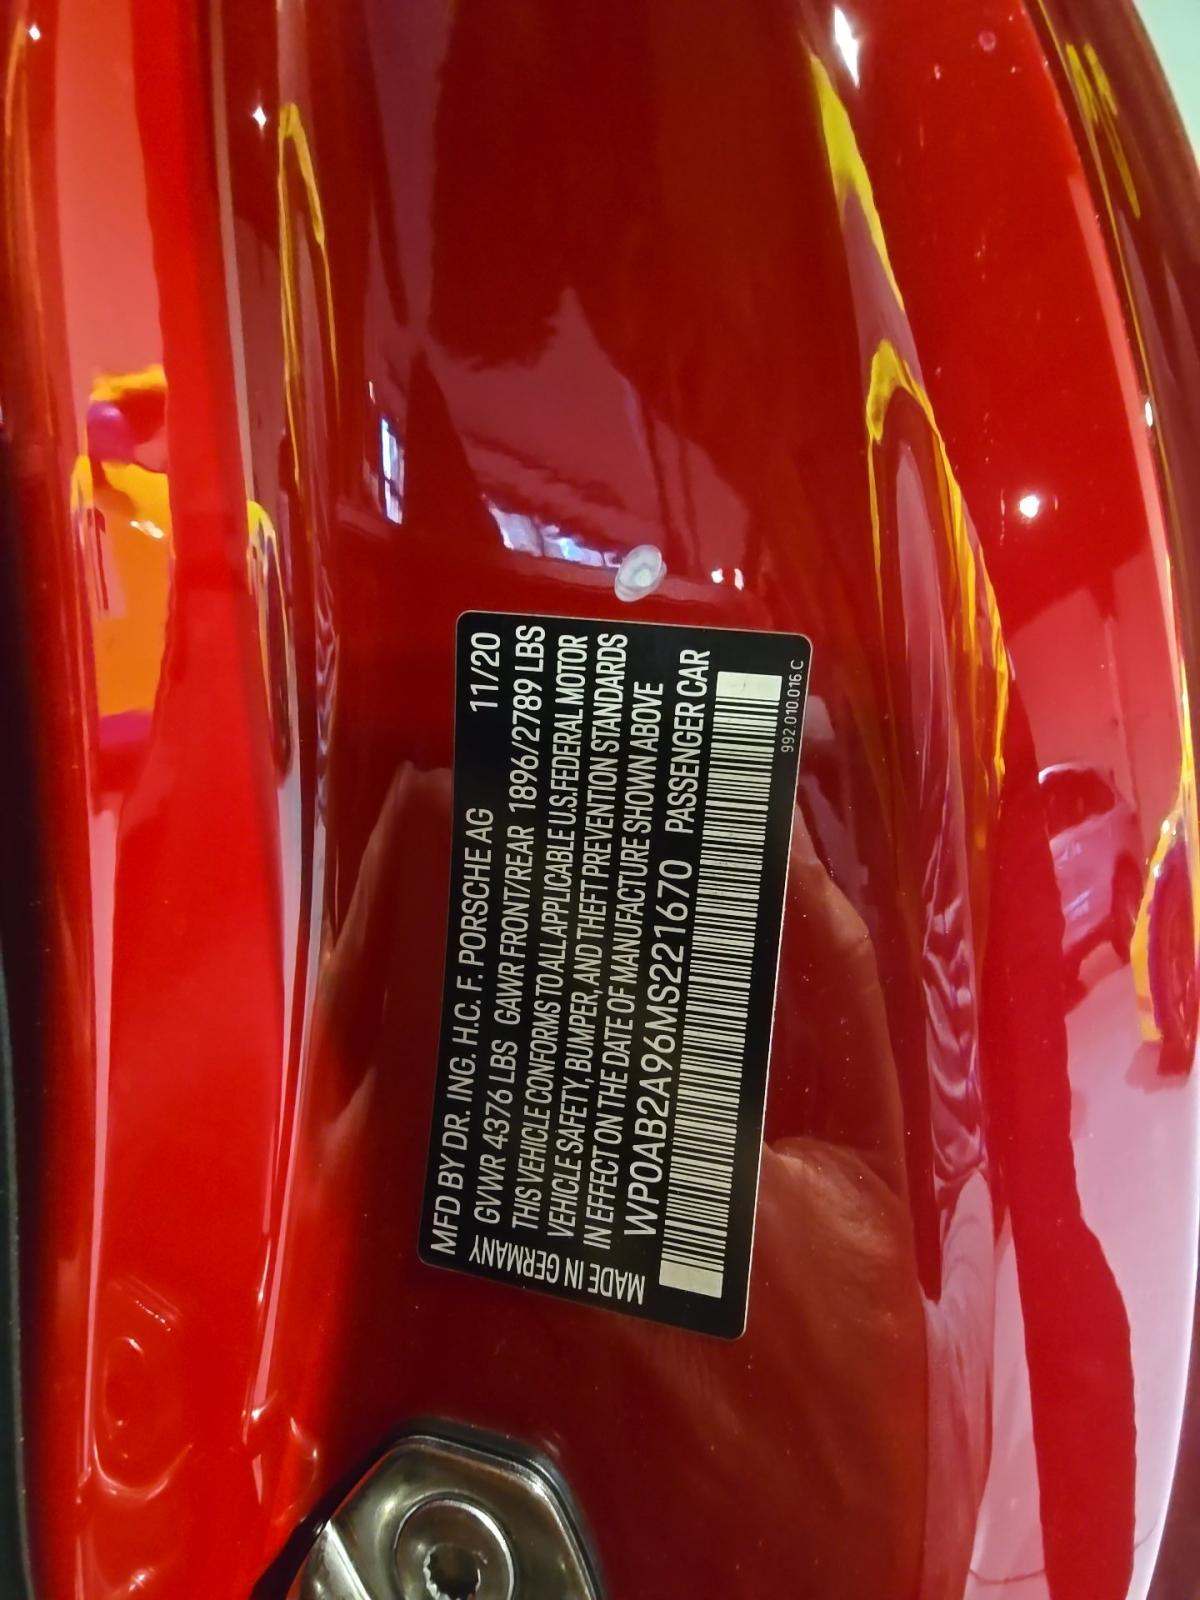 MFD BY DR. ING. H.C. F. PORSCHE AG 11/20
GVWR 4376 LBS GAWR FRONT/REAR 1896/2789 LBS
THIS VEHICLE CONFORMS TO ALL APPLICABLE U.S. FEDERAL MOTOR
VEHICLE SAFETY, BUMPER, AND THEFT PREVENTION STANDARDS
IN EFFECT ON THE DATE OF MANUFACTURE SHOWN ABOVE
WP0AB2A96MS221670 PASSENGER CAR
MADE IN GERMANY
992.010.016.C